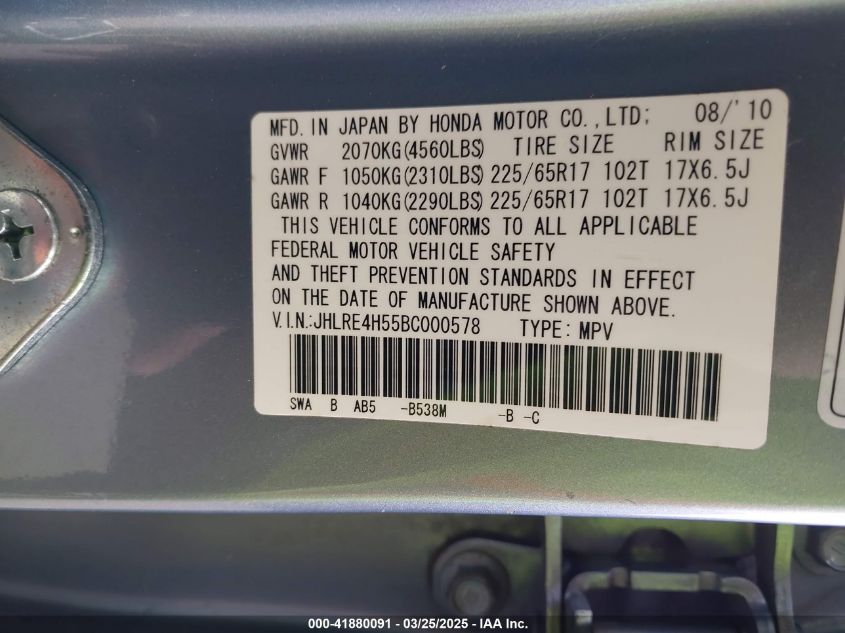 MFD. IN JAPAN BY HONDA MOTOR CO.,LTD; 08/'10
GVWR 2070KG(4560LBS) TIRE SIZE RIM SIZE
GAWR F 1050KG(2310LBS) 225/65R17 102T 17X6.5J
GAWR R 1040KG(2290LBS) 225/65R17 102T 17X6.5J
THIS VEHICLE CONFORMS TO ALL APPLICABLE
FEDERAL MOTOR VEHICLE SAFETY
AND THEFT PREVENTION STANDARDS IN EFFECT
ON THE DATE OF MANUFACTURE SHOWN ABOVE.
V.I.N.:JHLRE4H55BC000578 TYPE: MPV
SWA B AB5 -B538M -B -C
000-41880091 — 03/25/2025 — IAA Inc.